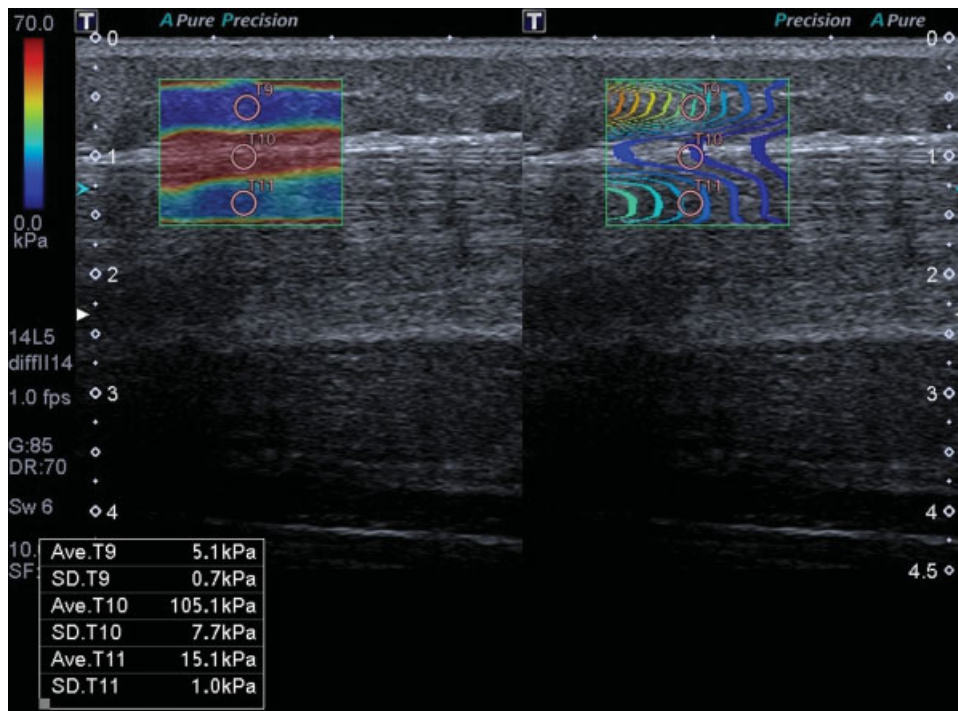 70.0
0.0
kPa
T
A Pure Precision
T
Precision A Pure
0
0
T9
T10
T11
T9
T10
T11
1
1
2
2
3
3
4
4
4.5
14L5
diffII14
1.0 fps
G:85
DR:70
Sw 6
10.
SF:
Ave.T9 5.1kPa
SD.T9 0.7kPa
Ave.T10 105.1kPa
SD.T10 7.7kPa
Ave.T11 15.1kPa
SD.T11 1.0kPa